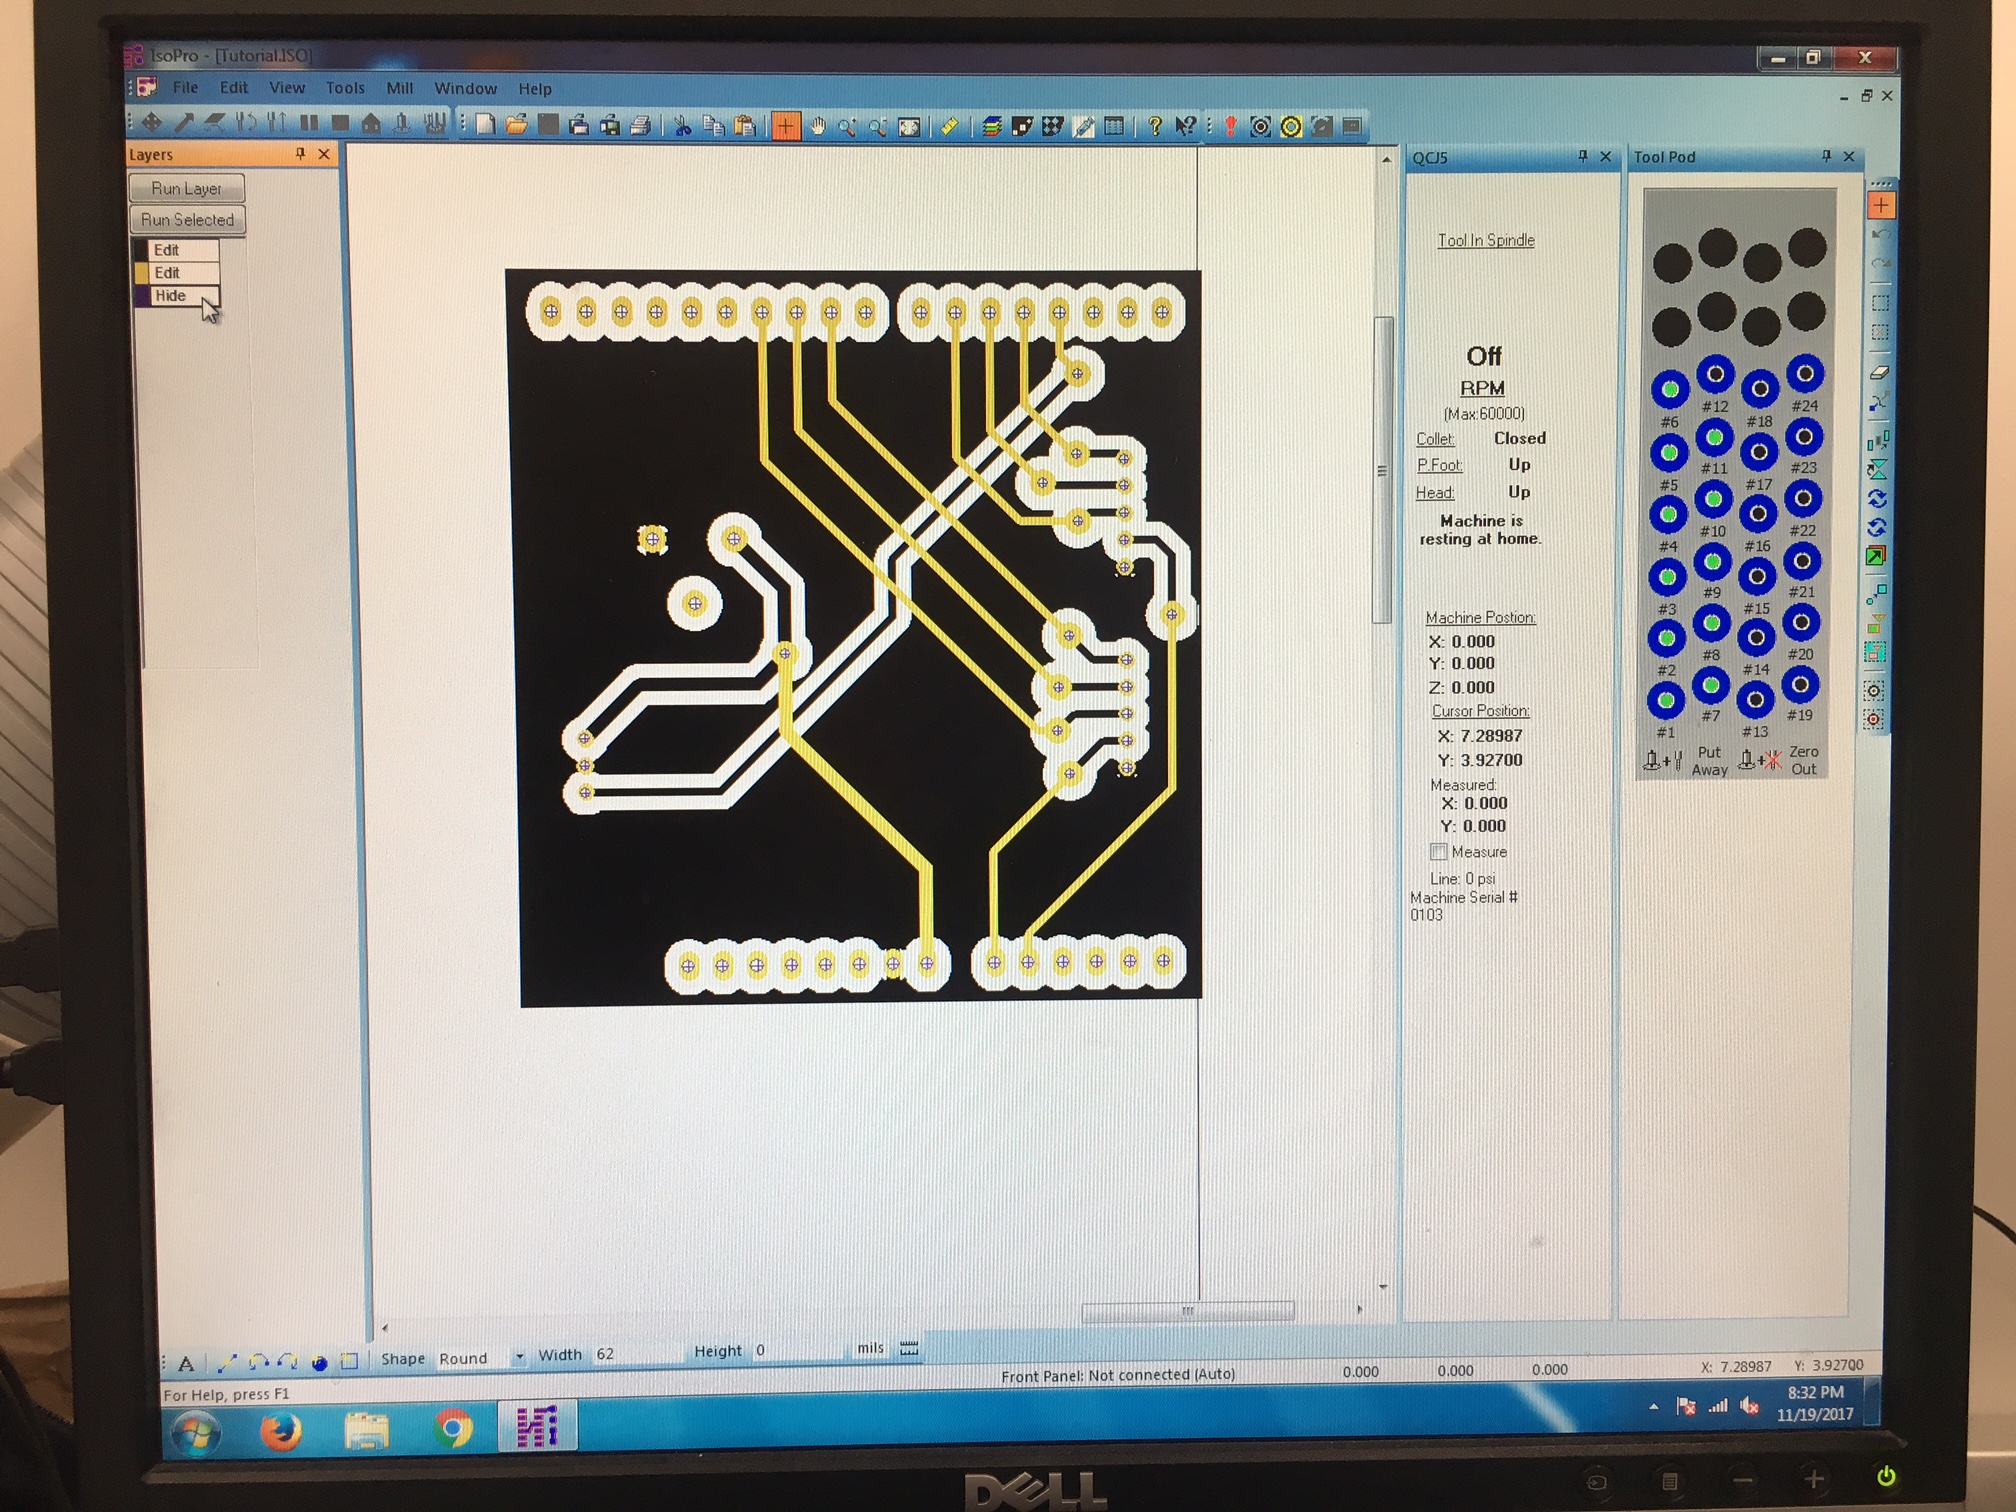 IsoPro - [Tutorial.ISO]
File Edit View Tools Mill Window Help
Layers
Run Layer
Run Selected
Edit
Edit
Hide
QCJ5
Tool In Spindle
Off
RPM
(Max:60000)
Collet: Closed
P.Foot: Up
Head: Up
Machine is
resting at home.
Machine Postion:
X: 0.000
Y: 0.000
Z: 0.000
Cursor Position:
X: 7.28987
Y: 3.92700
Measured:
X: 0.000
Y: 0.000
Measure
Line: 0 psi
Machine Serial #
0103
Tool Pod
#6 #12 #18 #24
#5 #11 #17 #23
#4 #10 #16 #22
#3 #9 #15 #21
#2 #8 #14 #20
#1 #7 #13 #19
Put Away
Zero Out
A Shape Round Width 62 Height 0 mils
Front Panel: Not connected (Auto) 0.000 0.000 0.000 X: 7.28987 Y: 3.92700
For Help, press F1
8:32 PM
11/19/2017
DELL